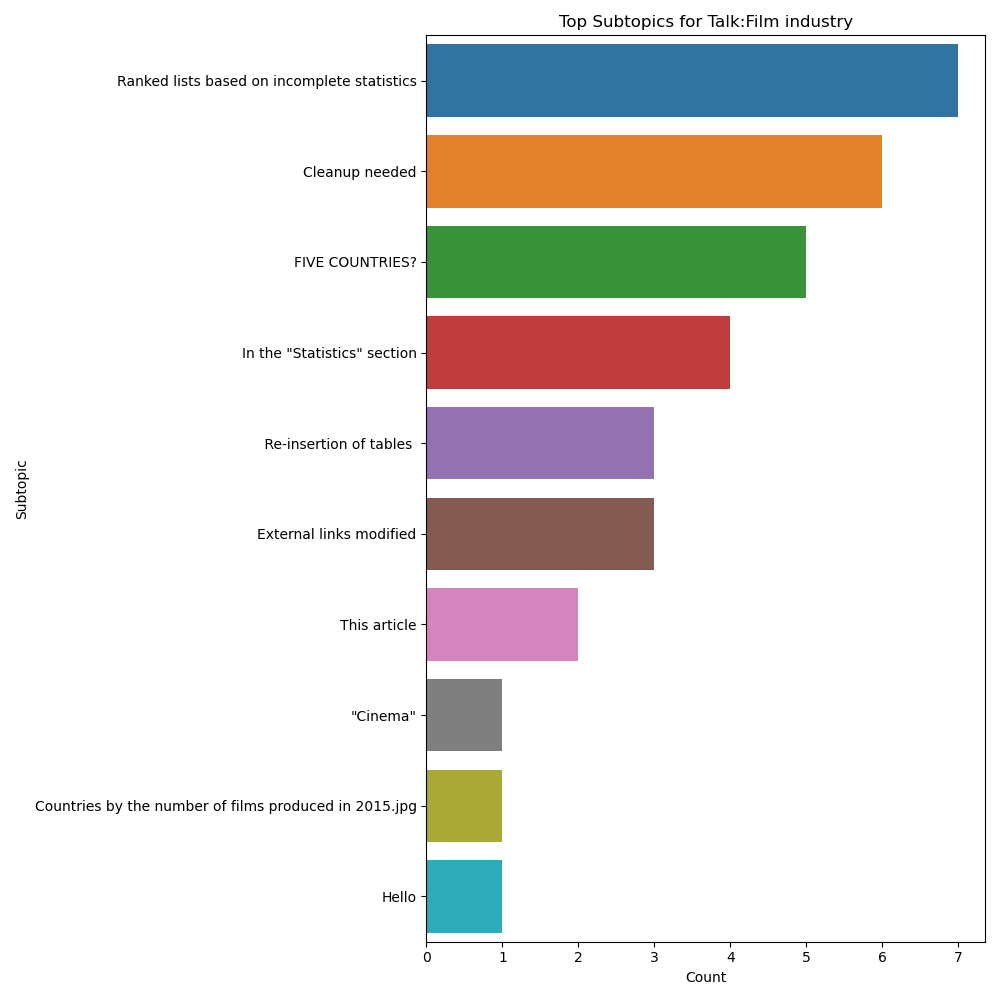 Top Subtopics for Talk:Film industry
Ranked lists based on incomplete statistics
Cleanup needed
FIVE COUNTRIES?
In the "Statistics" section
Re-insertion of tables
External links modified
This article
"Cinema"
Countries by the number of films produced in 2015.jpg
Hello
Subtopic
0 1 2 3 4 5 6 7
Count